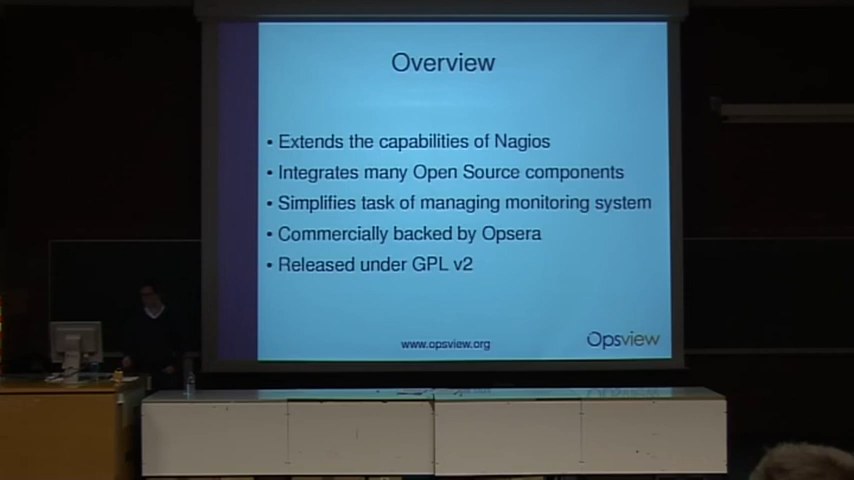 Overview
• Extends the capabilities of Nagios
• Integrates many Open Source components
• Simplifies task of managing monitoring system
• Commercially backed by Opsera
• Released under GPL v2
www.opsview.org
Opsview